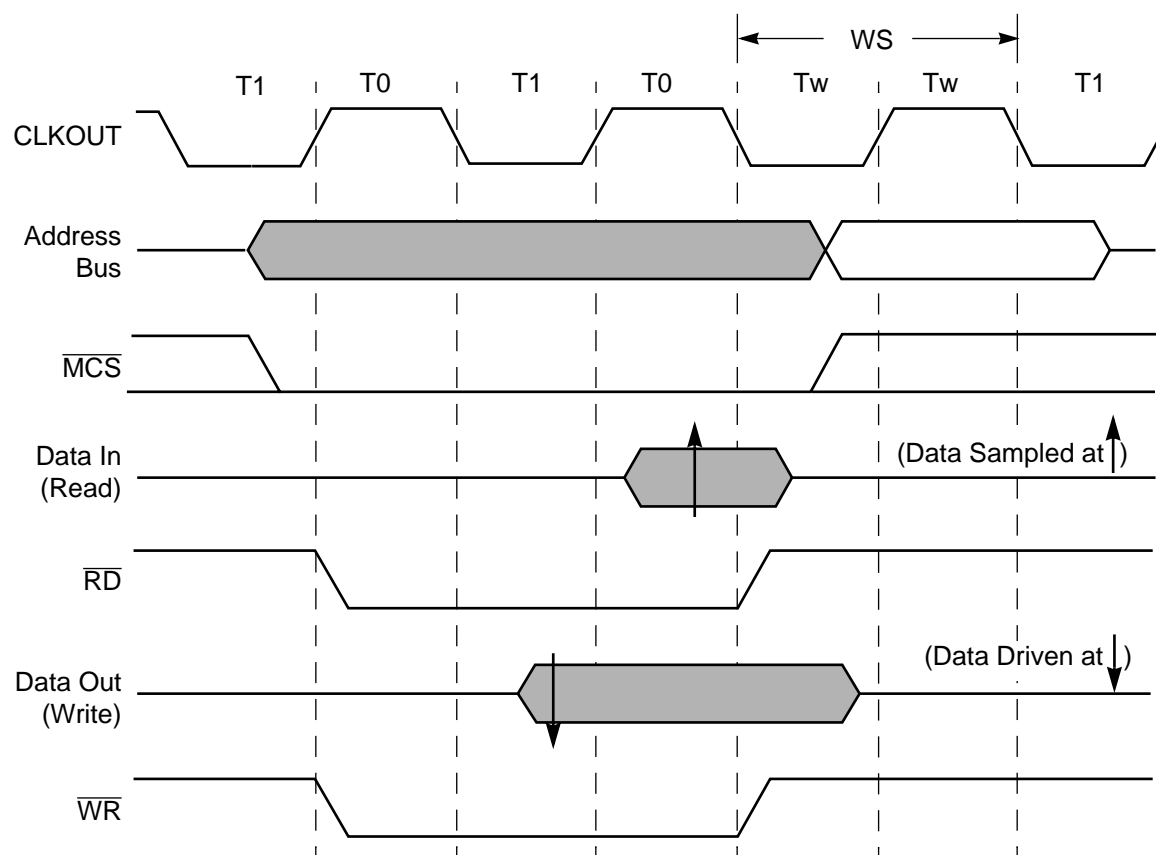 WS
T1 T0 T1 T0 Tw Tw T1
CLKOUT
Address
Bus
MCS
Data In
(Read)
(Data Sampled at )
RD
Data Out
(Write)
(Data Driven at )
WR